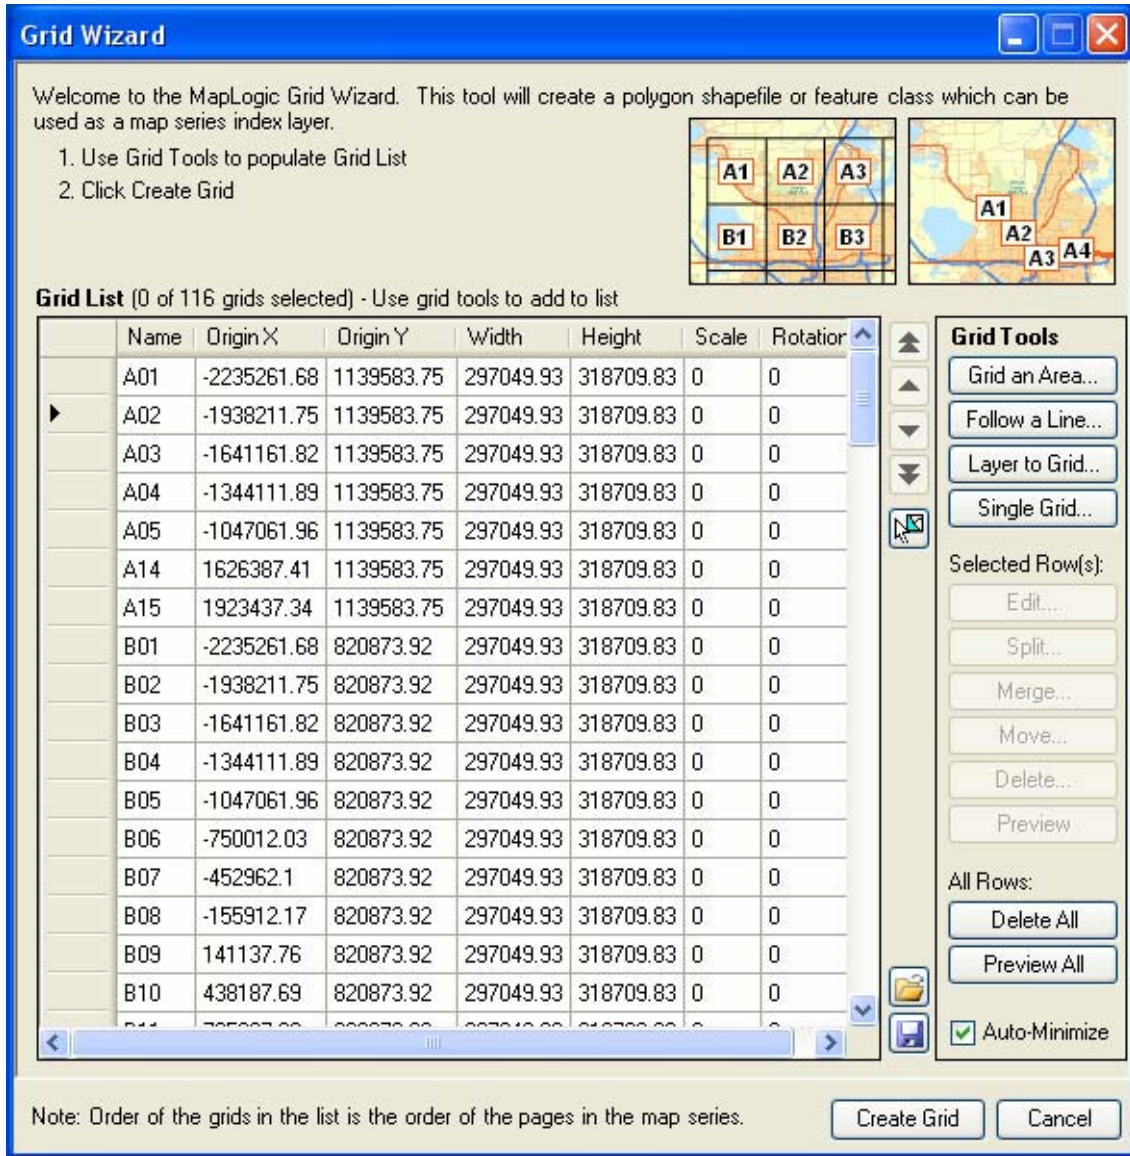 Grid Wizard
Welcome to the MapLogic Grid Wizard. This tool will create a polygon shapefile or feature class which can be
used as a map series index layer.
1. Use Grid Tools to populate Grid List
2. Click Create Grid
A1 A2 A3
B1 B2 B3
A1
A2
A3 A4
Grid List (0 of 116 grids selected) - Use grid tools to add to list
Name Origin X Origin Y Width Height Scale Rotation
A01 -2235261.68 1139583.75 297049.93 318709.83 0 0
A02 -1938211.75 1139583.75 297049.93 318709.83 0 0
A03 -1641161.82 1139583.75 297049.93 318709.83 0 0
A04 -1344111.89 1139583.75 297049.93 318709.83 0 0
A05 -1047061.96 1139583.75 297049.93 318709.83 0 0
A14 1626387.41 1139583.75 297049.93 318709.83 0 0
A15 1923437.34 1139583.75 297049.93 318709.83 0 0
B01 -2235261.68 820873.92 297049.93 318709.83 0 0
B02 -1938211.75 820873.92 297049.93 318709.83 0 0
B03 -1641161.82 820873.92 297049.93 318709.83 0 0
B04 -1344111.89 820873.92 297049.93 318709.83 0 0
B05 -1047061.96 820873.92 297049.93 318709.83 0 0
B06 -750012.03 820873.92 297049.93 318709.83 0 0
B07 -452962.1 820873.92 297049.93 318709.83 0 0
B08 -155912.17 820873.92 297049.93 318709.83 0 0
B09 141137.76 820873.92 297049.93 318709.83 0 0
B10 438187.69 820873.92 297049.93 318709.83 0 0
Grid Tools
Grid an Area...
Follow a Line...
Layer to Grid...
Single Grid...
Selected Row(s):
Edit...
Split...
Merge...
Move...
Delete...
Preview
All Rows:
Delete All
Preview All
Auto-Minimize
Note: Order of the grids in the list is the order of the pages in the map series.
Create Grid
Cancel